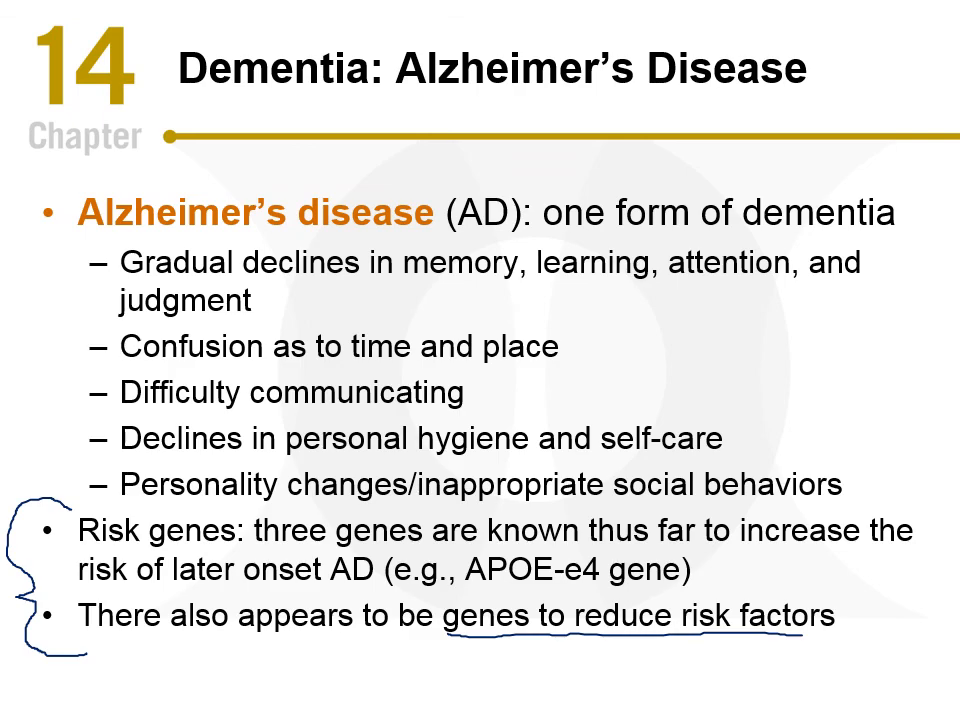 14
Chapter
Dementia: Alzheimer’s Disease
• Alzheimer’s disease (AD): one form of dementia
– Gradual declines in memory, learning, attention, and
judgment
– Confusion as to time and place
– Difficulty communicating
– Declines in personal hygiene and self-care
– Personality changes/inappropriate social behaviors
• Risk genes: three genes are known thus far to increase the
risk of later onset AD (e.g., APOE-e4 gene)
• There also appears to be genes to reduce risk factors